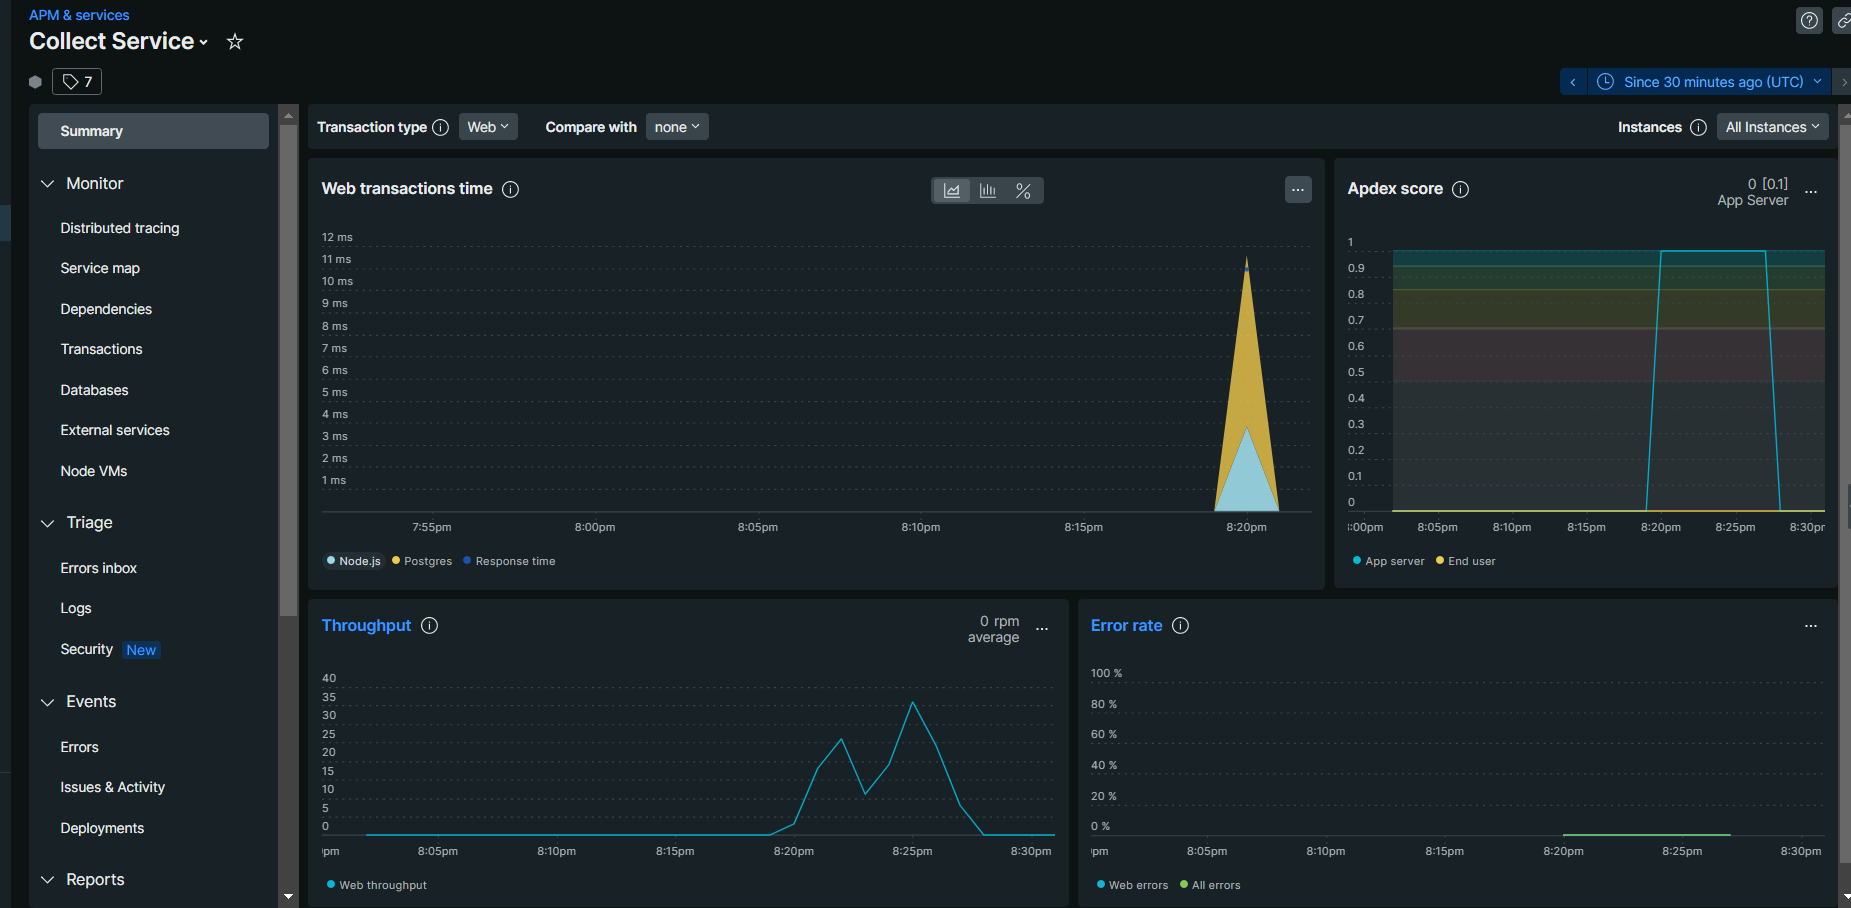 APM & services
Collect Service
7
Since 30 minutes ago (UTC)
Summary
Monitor
Distributed tracing
Service map
Dependencies
Transactions
Databases
External services
Node VMs
Triage
Errors inbox
Logs
Security New
Events
Errors
Issues & Activity
Deployments
Reports
Transaction type Web Compare with none
Instances All Instances
Web transactions time
%
12 ms
11 ms
10 ms
9 ms
8 ms
7 ms
6 ms
5 ms
4 ms
3 ms
2 ms
1 ms
7:55pm 8:00pm 8:05pm 8:10pm 8:15pm 8:20pm
Node.js Postgres Response time
Apdex score
0 [0.1]
App Server
1
0.9
0.8
0.7
0.6
0.5
0.4
0.3
0.2
0.1
0
:00pm 8:05pm 8:10pm 8:15pm 8:20pm 8:25pm 8:30pr
App server End user
Throughput
0 rpm
average
40
35
30
25
20
15
10
5
0
pm 8:05pm 8:10pm 8:15pm 8:20pm 8:25pm 8:30pm
Web throughput
Error rate
100 %
80 %
60 %
40 %
20 %
0 %
pm 8:05pm 8:10pm 8:15pm 8:20pm 8:25pm 8:30pm
Web errors All errors